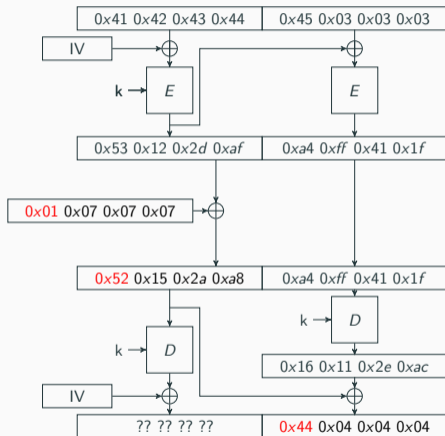 0x41 0x42 0x43 0x44 0x45 0x03 0x03 0x03
IV
k E E
0x53 0x12 0x2d 0xaf 0xa4 0xff 0x41 0x1f
0x01 0x07 0x07 0x07
0x52 0x15 0x2a 0xa8 0xa4 0xff 0x41 0x1f
k D
k D
0x16 0x11 0x2e 0xac
IV
?? ?? ?? ?? 0x44 0x04 0x04 0x04